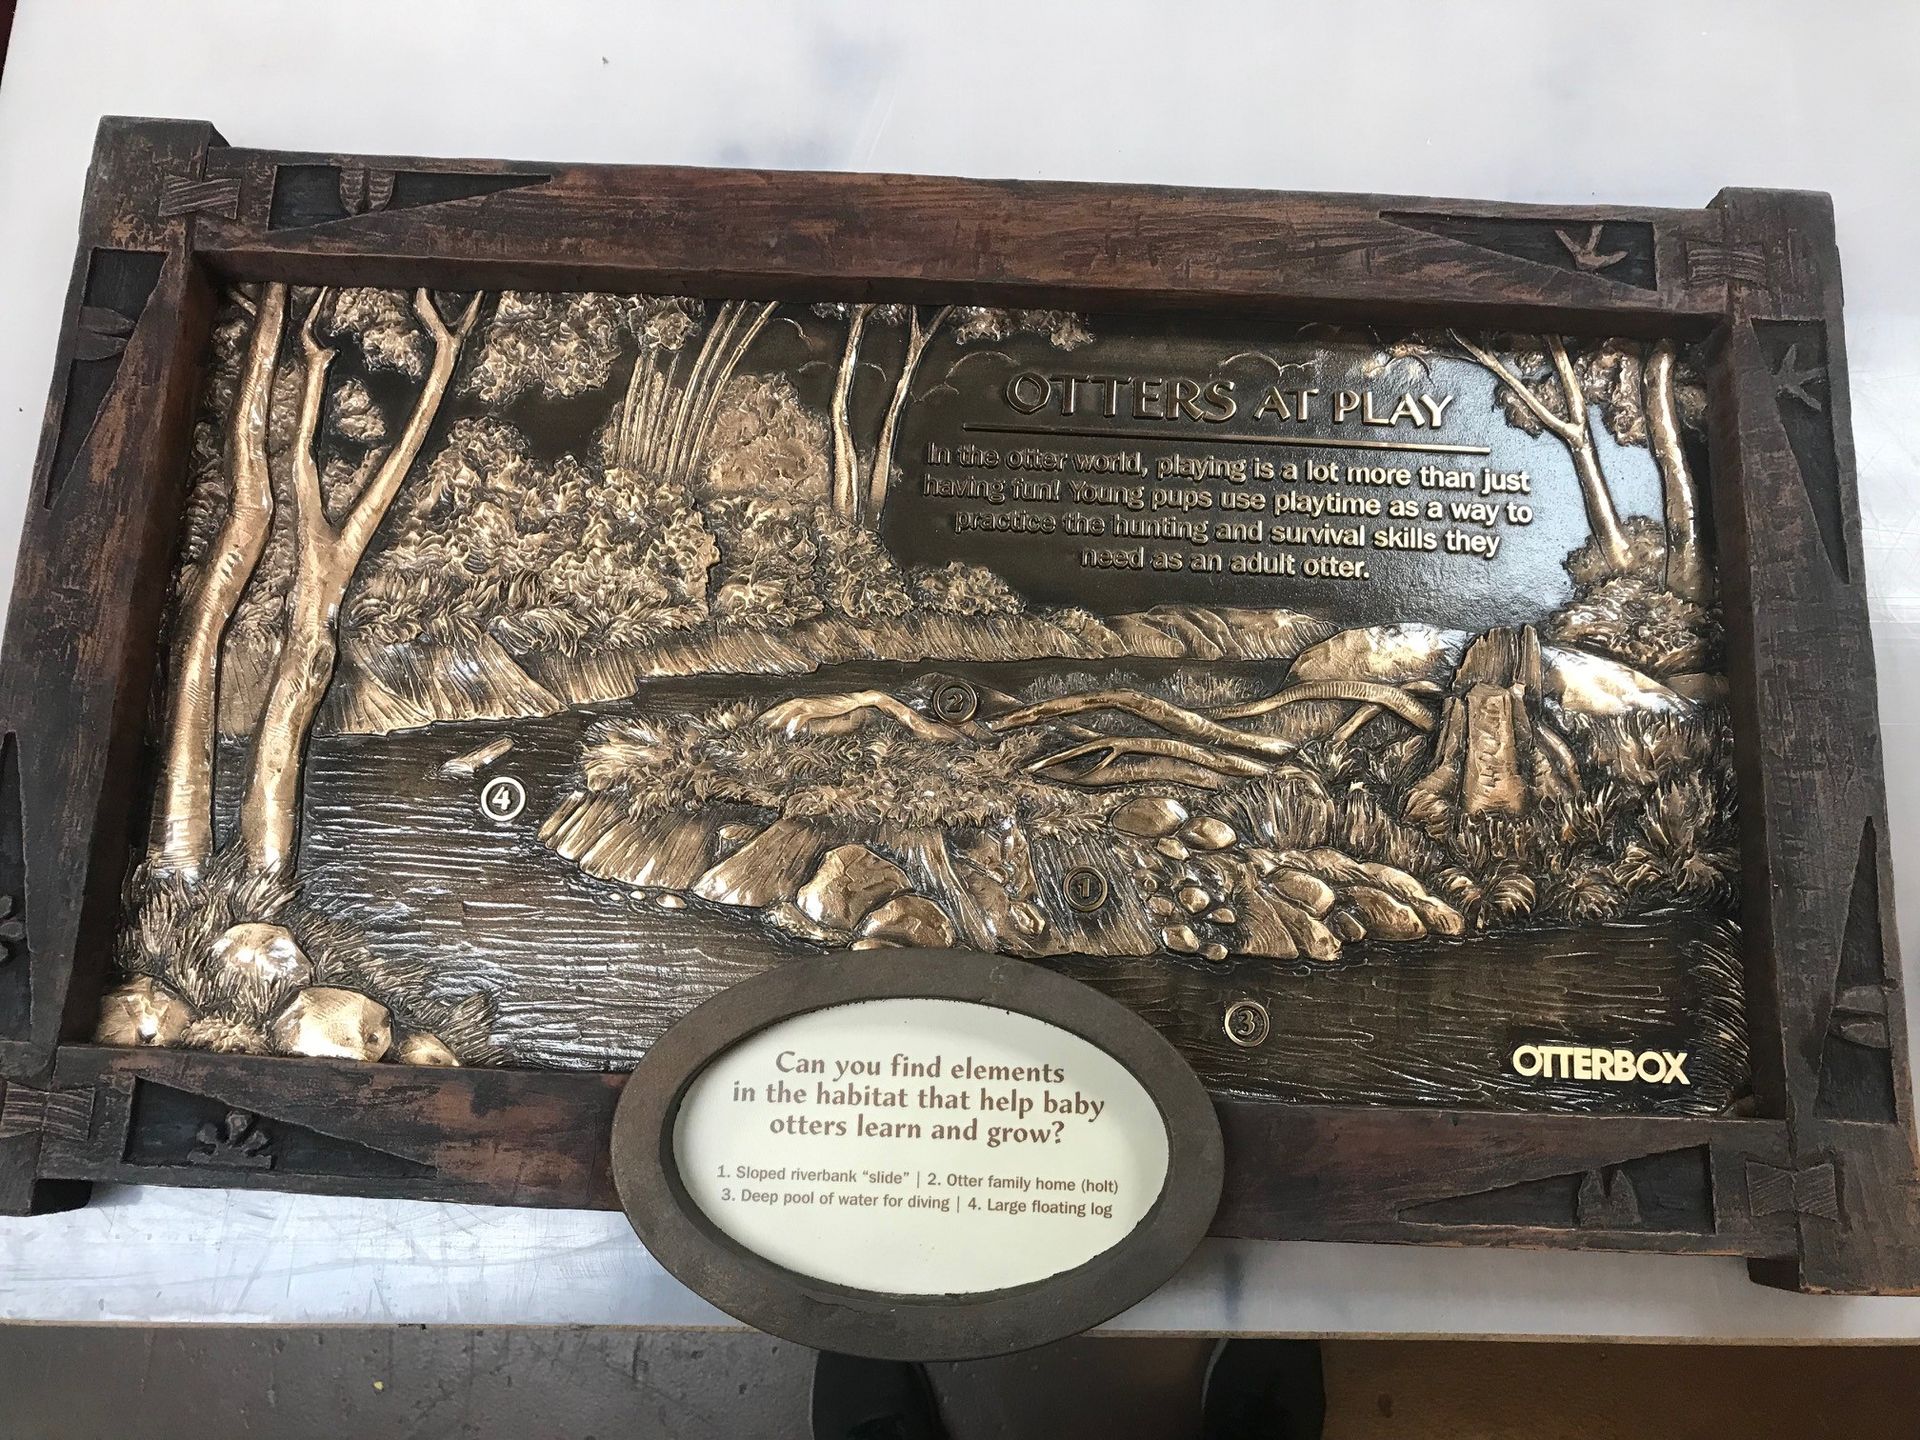 OTTERS AT PLAY
In the otter world, playing is a lot more than just
having fun! Young pups use playtime as a way to
practice the hunting and survival skills they
need as an adult otter.
2
4
1
3
OTTERBOX
Can you find elements
in the habitat that help baby
otters learn and grow?
1. Sloped riverbank “slide” | 2. Otter family home (holt)
3. Deep pool of water for diving | 4. Large floating log